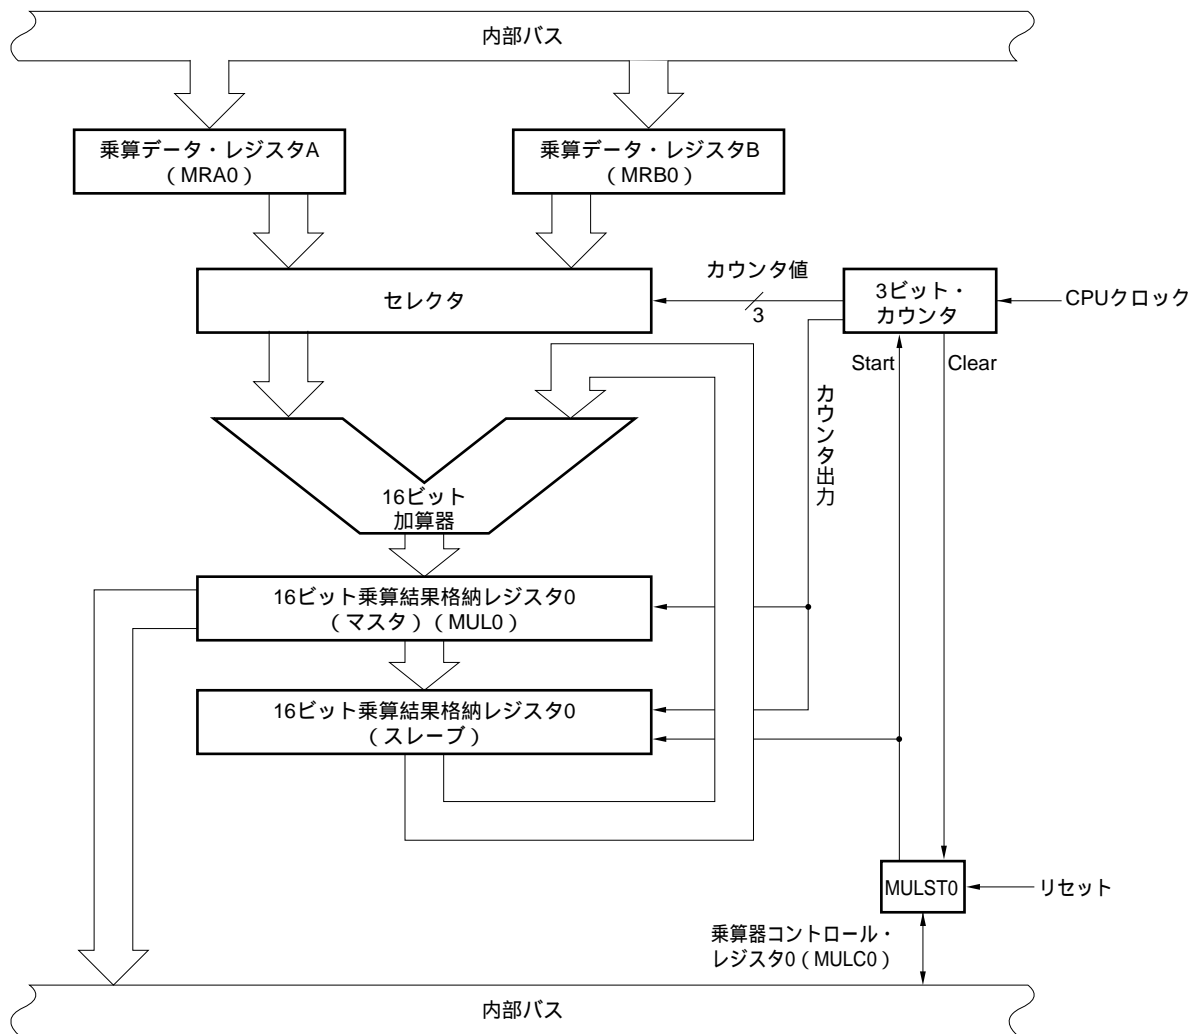 内部バス
乗算データ・レジスタA
（MRA0）
乗算データ・レジスタB
（MRB0）
セレクタ
カウンタ値
3
3ビット・
カウンタ
CPUクロック
Start
Clear
カウンタ出力
16ビット
加算器
16ビット乗算結果格納レジスタ0
（マスタ）（MUL0）
16ビット乗算結果格納レジスタ0
（スレーブ）
MULST0
リセット
乗算器コントロール・
レジスタ0（MULC0）
内部バス